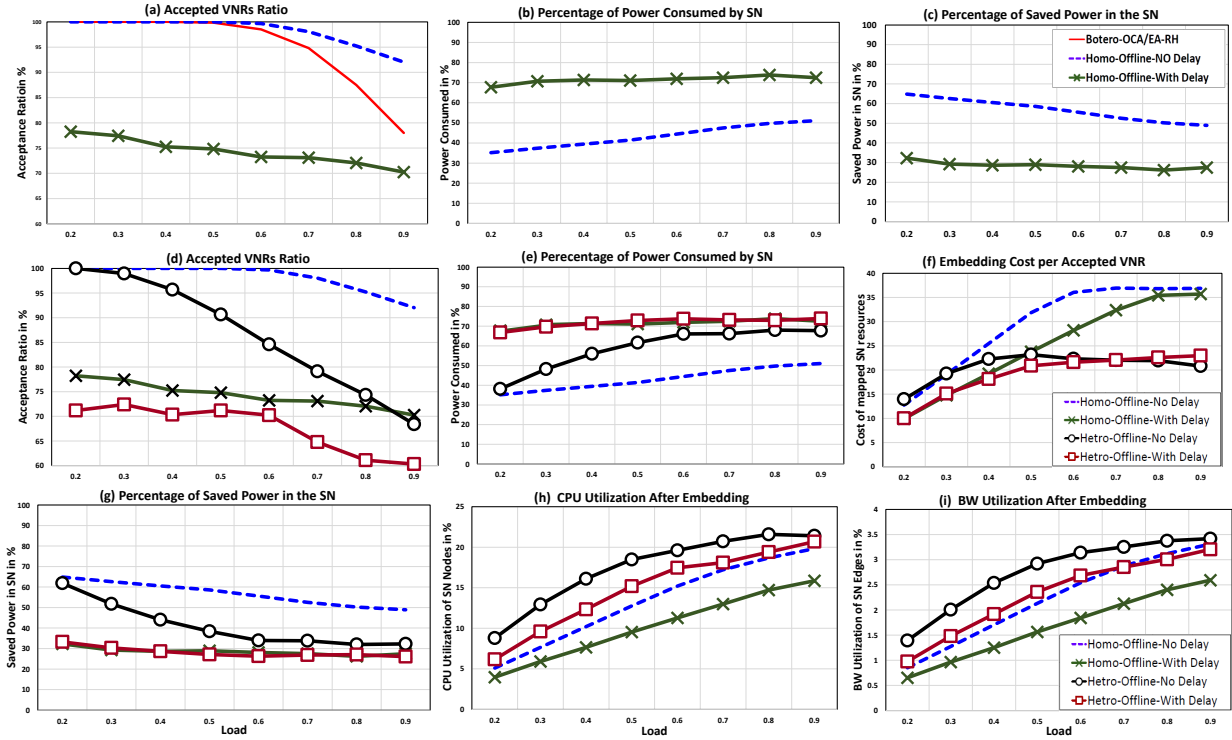 (a) Accepted VNRs Ratio
Acceptance Ratioin %
100
95
90
85
80
75
70
65
60
0.2 0.3 0.4 0.5 0.6 0.7 0.8 0.9
(b) Percentage of Power Consumed by SN
Power Consumed in %
100
90
80
70
60
50
40
30
20
10
0
0.2 0.3 0.4 0.5 0.6 0.7 0.8 0.9
(c) Percentage of Saved Power in the SN
Saved Power in SN in %
100
90
80
70
60
50
40
30
20
10
0
0.2 0.3 0.4 0.5 0.6 0.7 0.8 0.9
Botero-OCA/EA-RH
Homo-Offline-NO Delay
Homo-Offline-With Delay
(d) Accepted VNRs Ratio
Acceptance Ratio in %
100
95
90
85
80
75
70
65
60
0.2 0.3 0.4 0.5 0.6 0.7 0.8 0.9
(e) Perecentage of Power Consumed by SN
Power Consumed in %
100
90
80
70
60
50
40
30
20
10
0
0.2 0.3 0.4 0.5 0.6 0.7 0.8 0.9
(f) Embedding Cost per Accepted VNR
Cost of mappped SN resources
40
35
30
25
20
15
10
5
0
0.2 0.3 0.4 0.5 0.6 0.7 0.8 0.9
Homo-Offline-No Delay
Homo-Offline-With Delay
Hetro-Offline-No Delay
Hetro-Offline-With Delay
(g) Percentage of Saved Power in the SN
Saved Power in SN in %
100
90
80
70
60
50
40
30
20
10
0
0.2 0.3 0.4 0.5 0.6 0.7 0.8 0.9
Load
(h) CPU Utilization After Embedding
CPU Utilization of SN Nodes in %
25
20
15
10
5
0
0.2 0.3 0.4 0.5 0.6 0.7 0.8 0.9
Load
(i) BW Utilization After Embedding
BW Utilization of SN Edges in %
4
3.5
3
2.5
2
1.5
1
0.5
0
0.2 0.3 0.4 0.5 0.6 0.7 0.8 0.9
Load
Homo-Offline-No Delay
Homo-Offline-With Delay
Hetro-Offline-No Delay
Hetro-Offline-With Delay